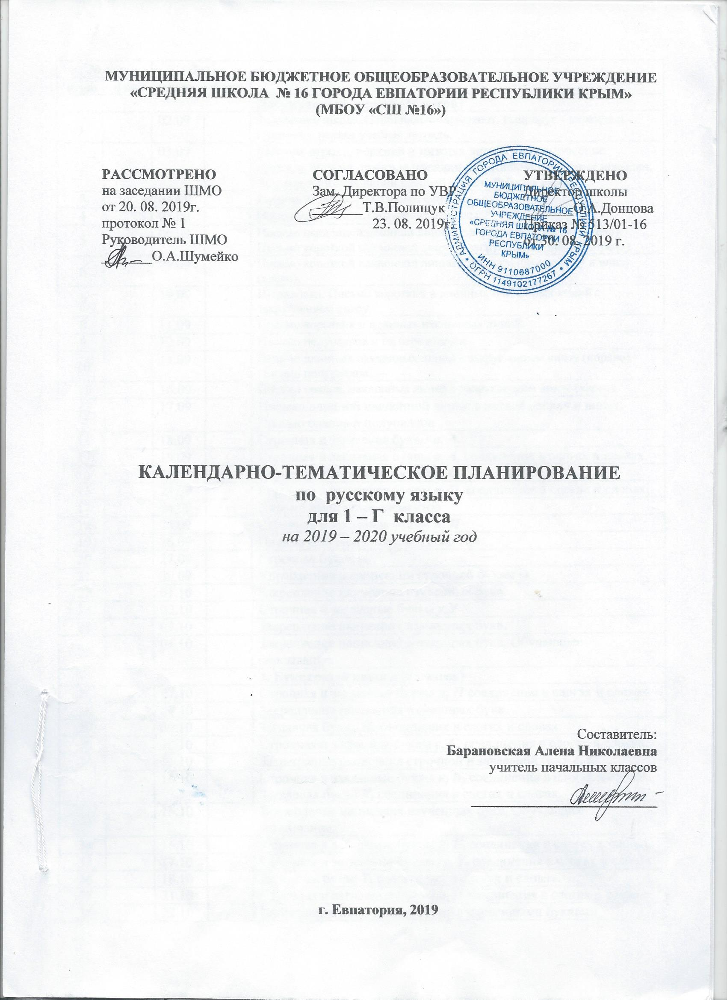 МУНИЦИПАЛЬНОЕ БЮДЖЕТНОЕ ОБЩЕОБРАЗОВАТЕЛЬНОЕ УЧРЕЖДЕНИЕ
«СРЕДНЯЯ ШКОЛА № 16 ГОРОДА ЕВПАТОРИИ РЕСПУБЛИКИ КРЫМ»
(МБОУ «СШ №16»)
РАССМОТРЕНО
на заседании ШМО
от 20. 08. 2019г.
протокол № 1
Руководитель ШМО
О.А.Шумейко
СОГЛАСОВАНО
Зам. Директора по УВР
Т.В.Полищук
23. 08. 2019г.
УТВЕРЖДЕНО
Директор школы
О.А.Донцова
Приказ № 513/01-16
от 30. 08. 2019 г.
АДМИНИСТРАЦИЯ ГОРОДА ЕВПАТОРИИ РЕСПУБЛИКИ КРЫМ
ОГРН 1149102177267
ИНН 9110087000
МУНИЦИПАЛЬНОЕ
БЮДЖЕТНОЕ
ОБЩЕОБРАЗОВАТЕЛЬНОЕ
УЧРЕЖДЕНИЕ
«СРЕДНЯЯ ШКОЛА № 16
ГОРОДА ЕВПАТОРИИ
РЕСПУБЛИКИ
КРЫМ»
КАЛЕНДАРНО-ТЕМАТИЧЕСКОЕ ПЛАНИРОВАНИЕ
по русскому языку
для 1 – Г класса
на 2019 – 2020 учебный год
Составитель:
Барановская Алена Николаевна
учитель начальных классов
г. Евпатория, 2019